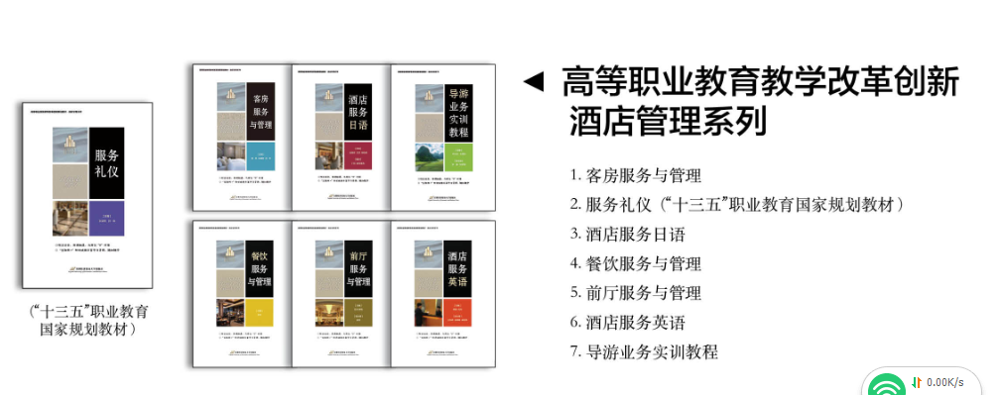 服务
礼仪
(“十三五”职业教育
国家规划教材)
客房
服务
与管理
酒店
服务
日语
导游
业务
实训
教程
餐饮
服务
与管理
前厅
服务
与管理
酒店
服务
英语
高等职业教育教学改革创新
酒店管理系列
1. 客房服务与管理
2. 服务礼仪(“十三五”职业教育国家规划教材)
3. 酒店服务日语
4. 餐饮服务与管理
5. 前厅服务与管理
6. 酒店服务英语
7. 导游业务实训教程
0.00K/s